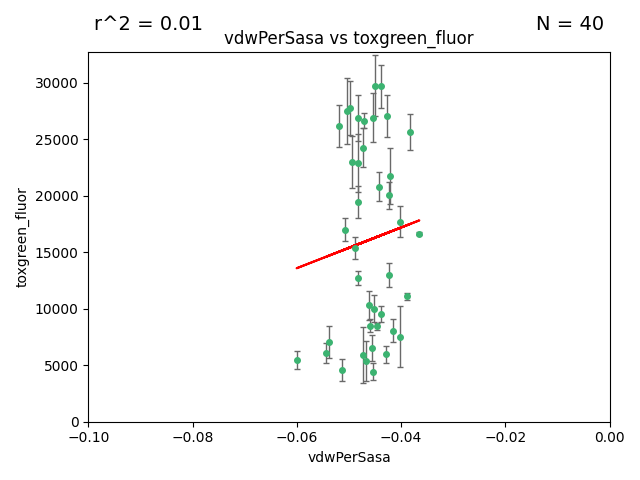 r^2 = 0.01
N = 40
vdwPerSasa vs toxgreen_fluor
toxgreen_fluor
30000
25000
20000
15000
10000
5000
0
−0.10
−0.08
−0.06
−0.04
−0.02
0.00
vdwPerSasa